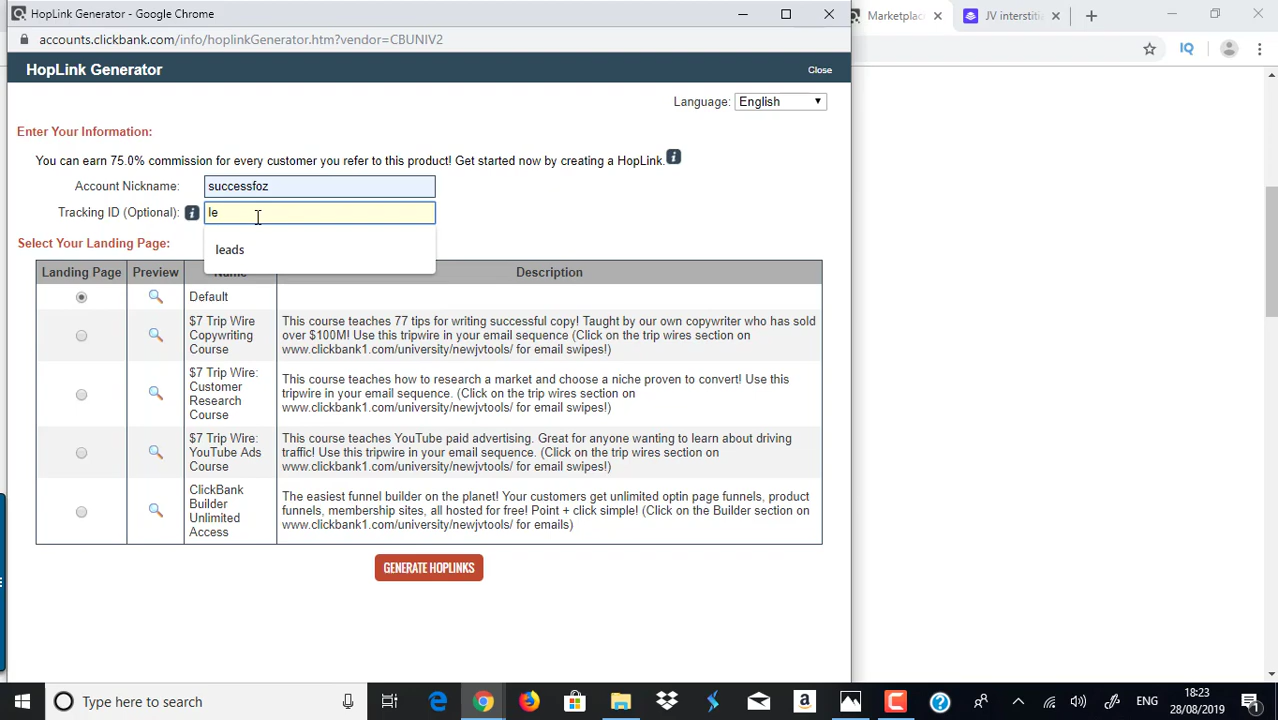 HopLink Generator - Google Chrome
Marketplac
JV interstiti
accounts.clickbank.com/info/hoplinkGenerator.htm?vendor=CBUNIV2
IQ
HopLink Generator
Close
Language: English
Enter Your Information:
You can earn 75.0% commission for every customer you refer to this product! Get started now by creating a HopLink.
Account Nickname: successfoz
Tracking ID (Optional): le
Select Your Landing Page:
leads
Landing Page Preview Name Description
Default
$7 Trip Wire
Copywriting
Course
This course teaches 77 tips for writing successful copy! Taught by our own copywriter who has sold
over $100M! Use this tripwire in your email sequence (Click on the trip wires section on
www.clickbank1.com/university/newjvtools/ for email swipes!)
$7 Trip Wire:
Customer
Research
Course
This course teaches how to research a market and choose a niche proven to convert! Use this
tripwire in your email sequence. (Click on the trip wires section on
www.clickbank1.com/university/newjvtools/ for email swipes!)
$7 Trip Wire:
YouTube Ads
Course
This course teaches YouTube paid advertising. Great for anyone wanting to learn about driving
traffic! Use this tripwire in your email sequence. (Click on the trip wires section on
www.clickbank1.com/university/newjvtools/ for email swipes!)
ClickBank
Builder
Unlimited
Access
The easiest funnel builder on the planet! Your customers get unlimited optin page funnels, product
funnels, membership sites, all hosted for free! Point + click simple! (Click on the Builder section on
www.clickbank1.com/university/newjvtools/ for emails)
GENERATE HOPLINKS
Type here to search
ENG
18:23
28/08/2019
1